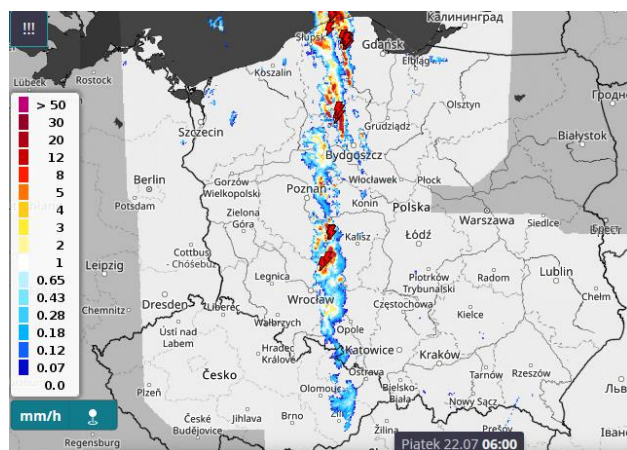 !!!
Калининград
Słupsk
Gdańsk
Elbląg
Lübeck
Rostock
Koszalin
Olsztyn
> 50
30
20
12
8
5
4
3
2
1
0.65
0.43
0.28
0.18
0.12
0.07
0.0
mm/h
Szczecin
Grudziądz
Białystok
Bydgoszcz
Berlin
Potsdam
Gorzów
Wielkopolski
Poznań
Włocławek
Płock
Konin
Polska
Warszawa
Siedlce
Zielona
Góra
Kalisz
Łódź
Cottbus
- Chóśebuz
Leipzig
Legnica
Piotrków
Trybunalski
Radom
Lublin
Chełm
Chemnitz
Dresden
Liberec
Wrocław
Częstochowa
Wałbrzych
Kielce
Ústí nad
Labem
Opole
Hradec
Králové
Katowice
Kraków
Tarnów
Rzeszów
Česko
Ostrava
Olomouc
Bielsko-
Biała
Nowy Sącz
Plzeň
České
Budějovice
Jihlava
Brno
Žilina
Prešov
Regensburg
Piątek 22.07 06:00